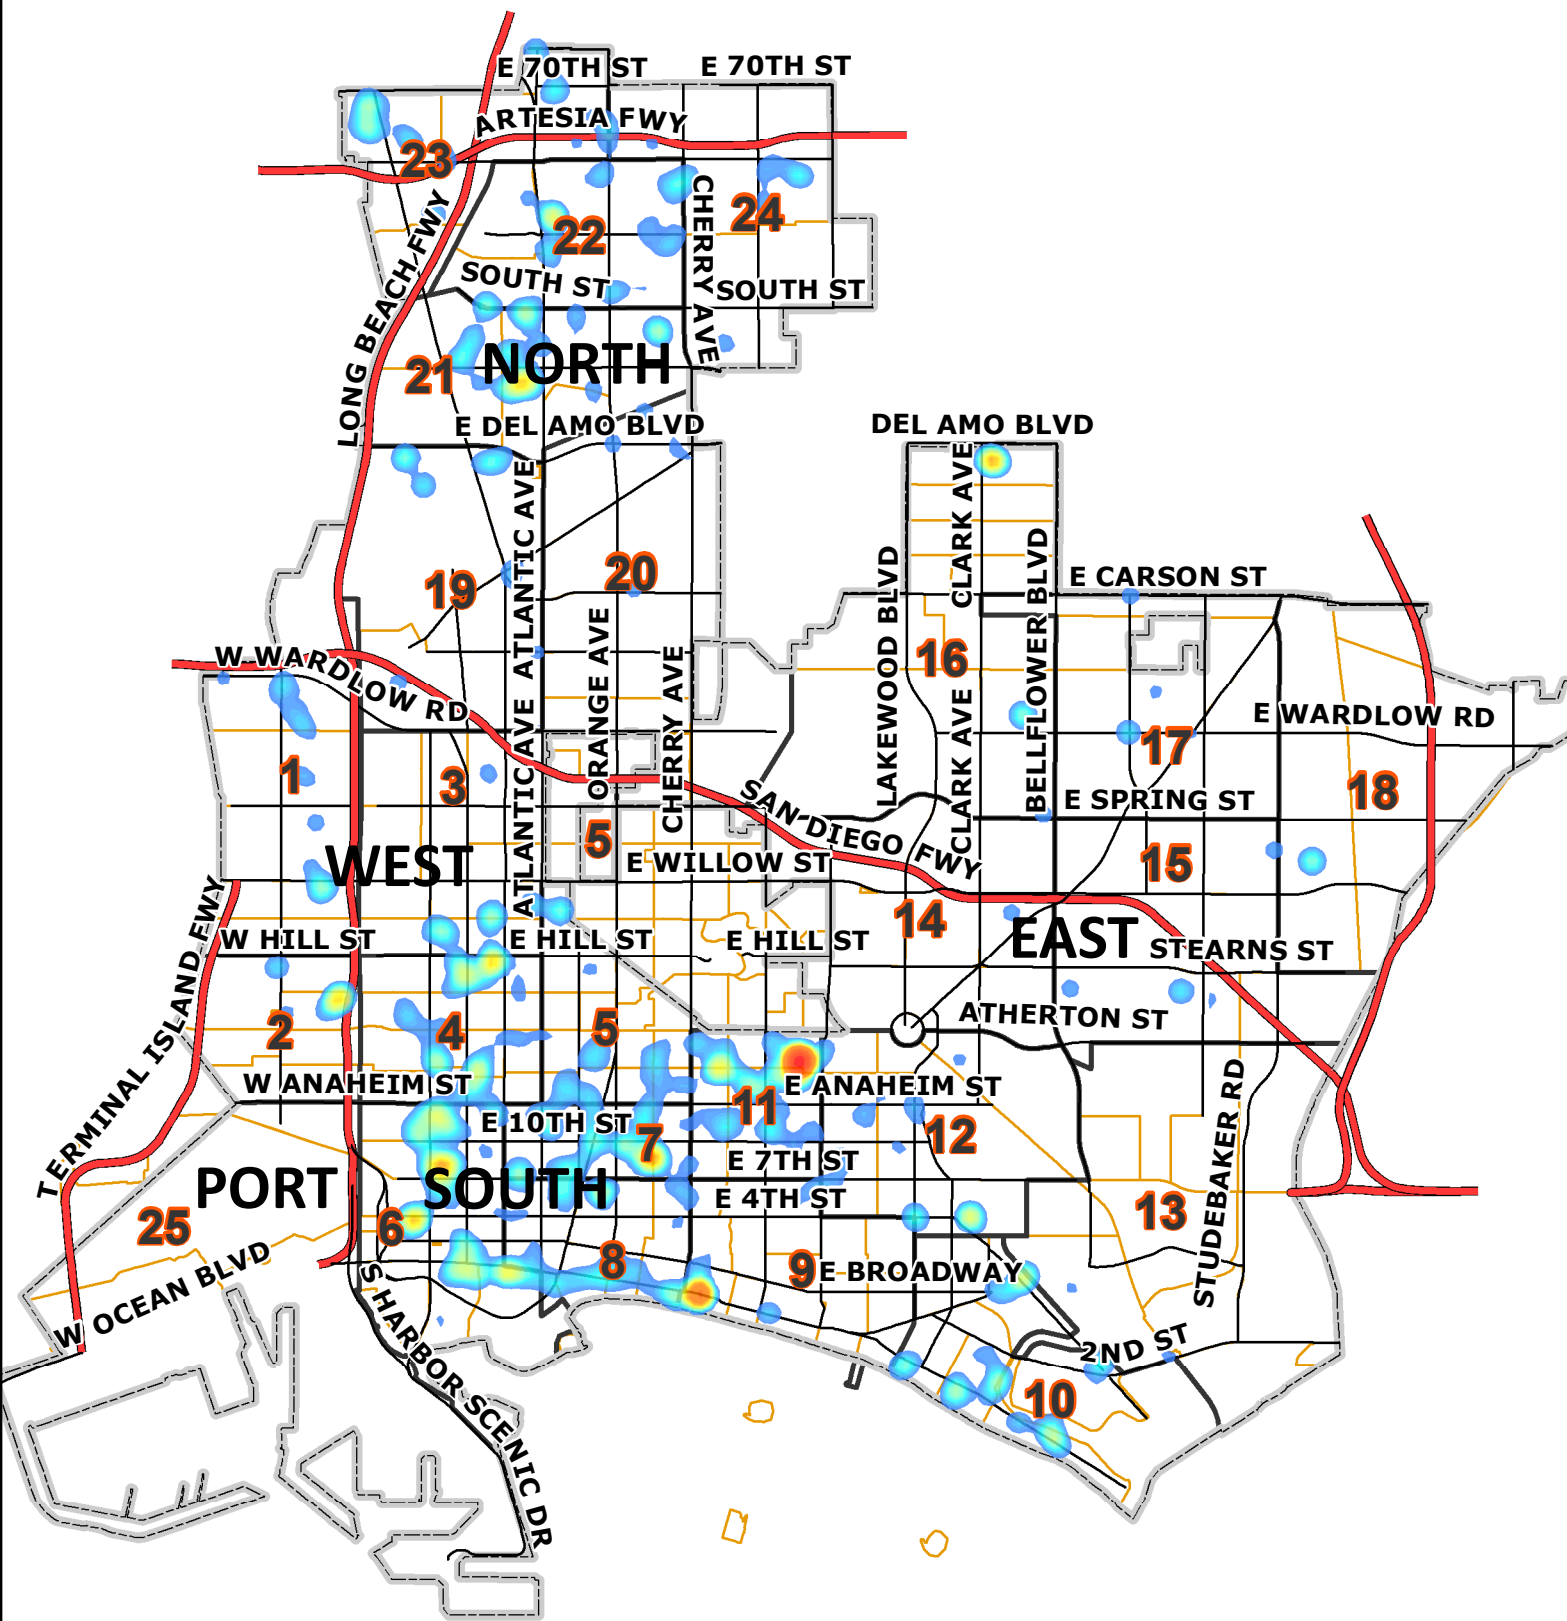 E 70TH ST
E 70TH ST
ARTESIA FWY
23
CHERRY AVE
24
22
LONG BEACH FWY
SOUTH ST
SOUTH ST
NORTH
21
E DEL AMO BLVD
DEL AMO BLVD
ATLANTIC AVE
CLARK AVE
BELLFLOWER BLVD
LAKEWOOD BLVD
E CARSON ST
20
19
ORANGE AVE
CHERRY AVE
16
W WARDLOW RD
ATLANTIC AVE
CLARK AVE
E WARDLOW RD
17
1
3
SAN DIEGO FWY
E SPRING ST
18
5
WEST
E WILLOW ST
15
TERMINAL ISLAND FWY
14
W HILL ST
E HILL ST
E HILL ST
EAST
STEARNS ST
2
4
5
ATHERTON ST
W ANAHEIM ST
E ANAHEIM ST
11
E 10TH ST
7
12
STUDEBAKER RD
E 7TH ST
PORT
SOUTH
E 4TH ST
25
6
13
8
9
E BROADWAY
W OCEAN BLVD
S HARBOR SCENIC DR
2ND ST
10